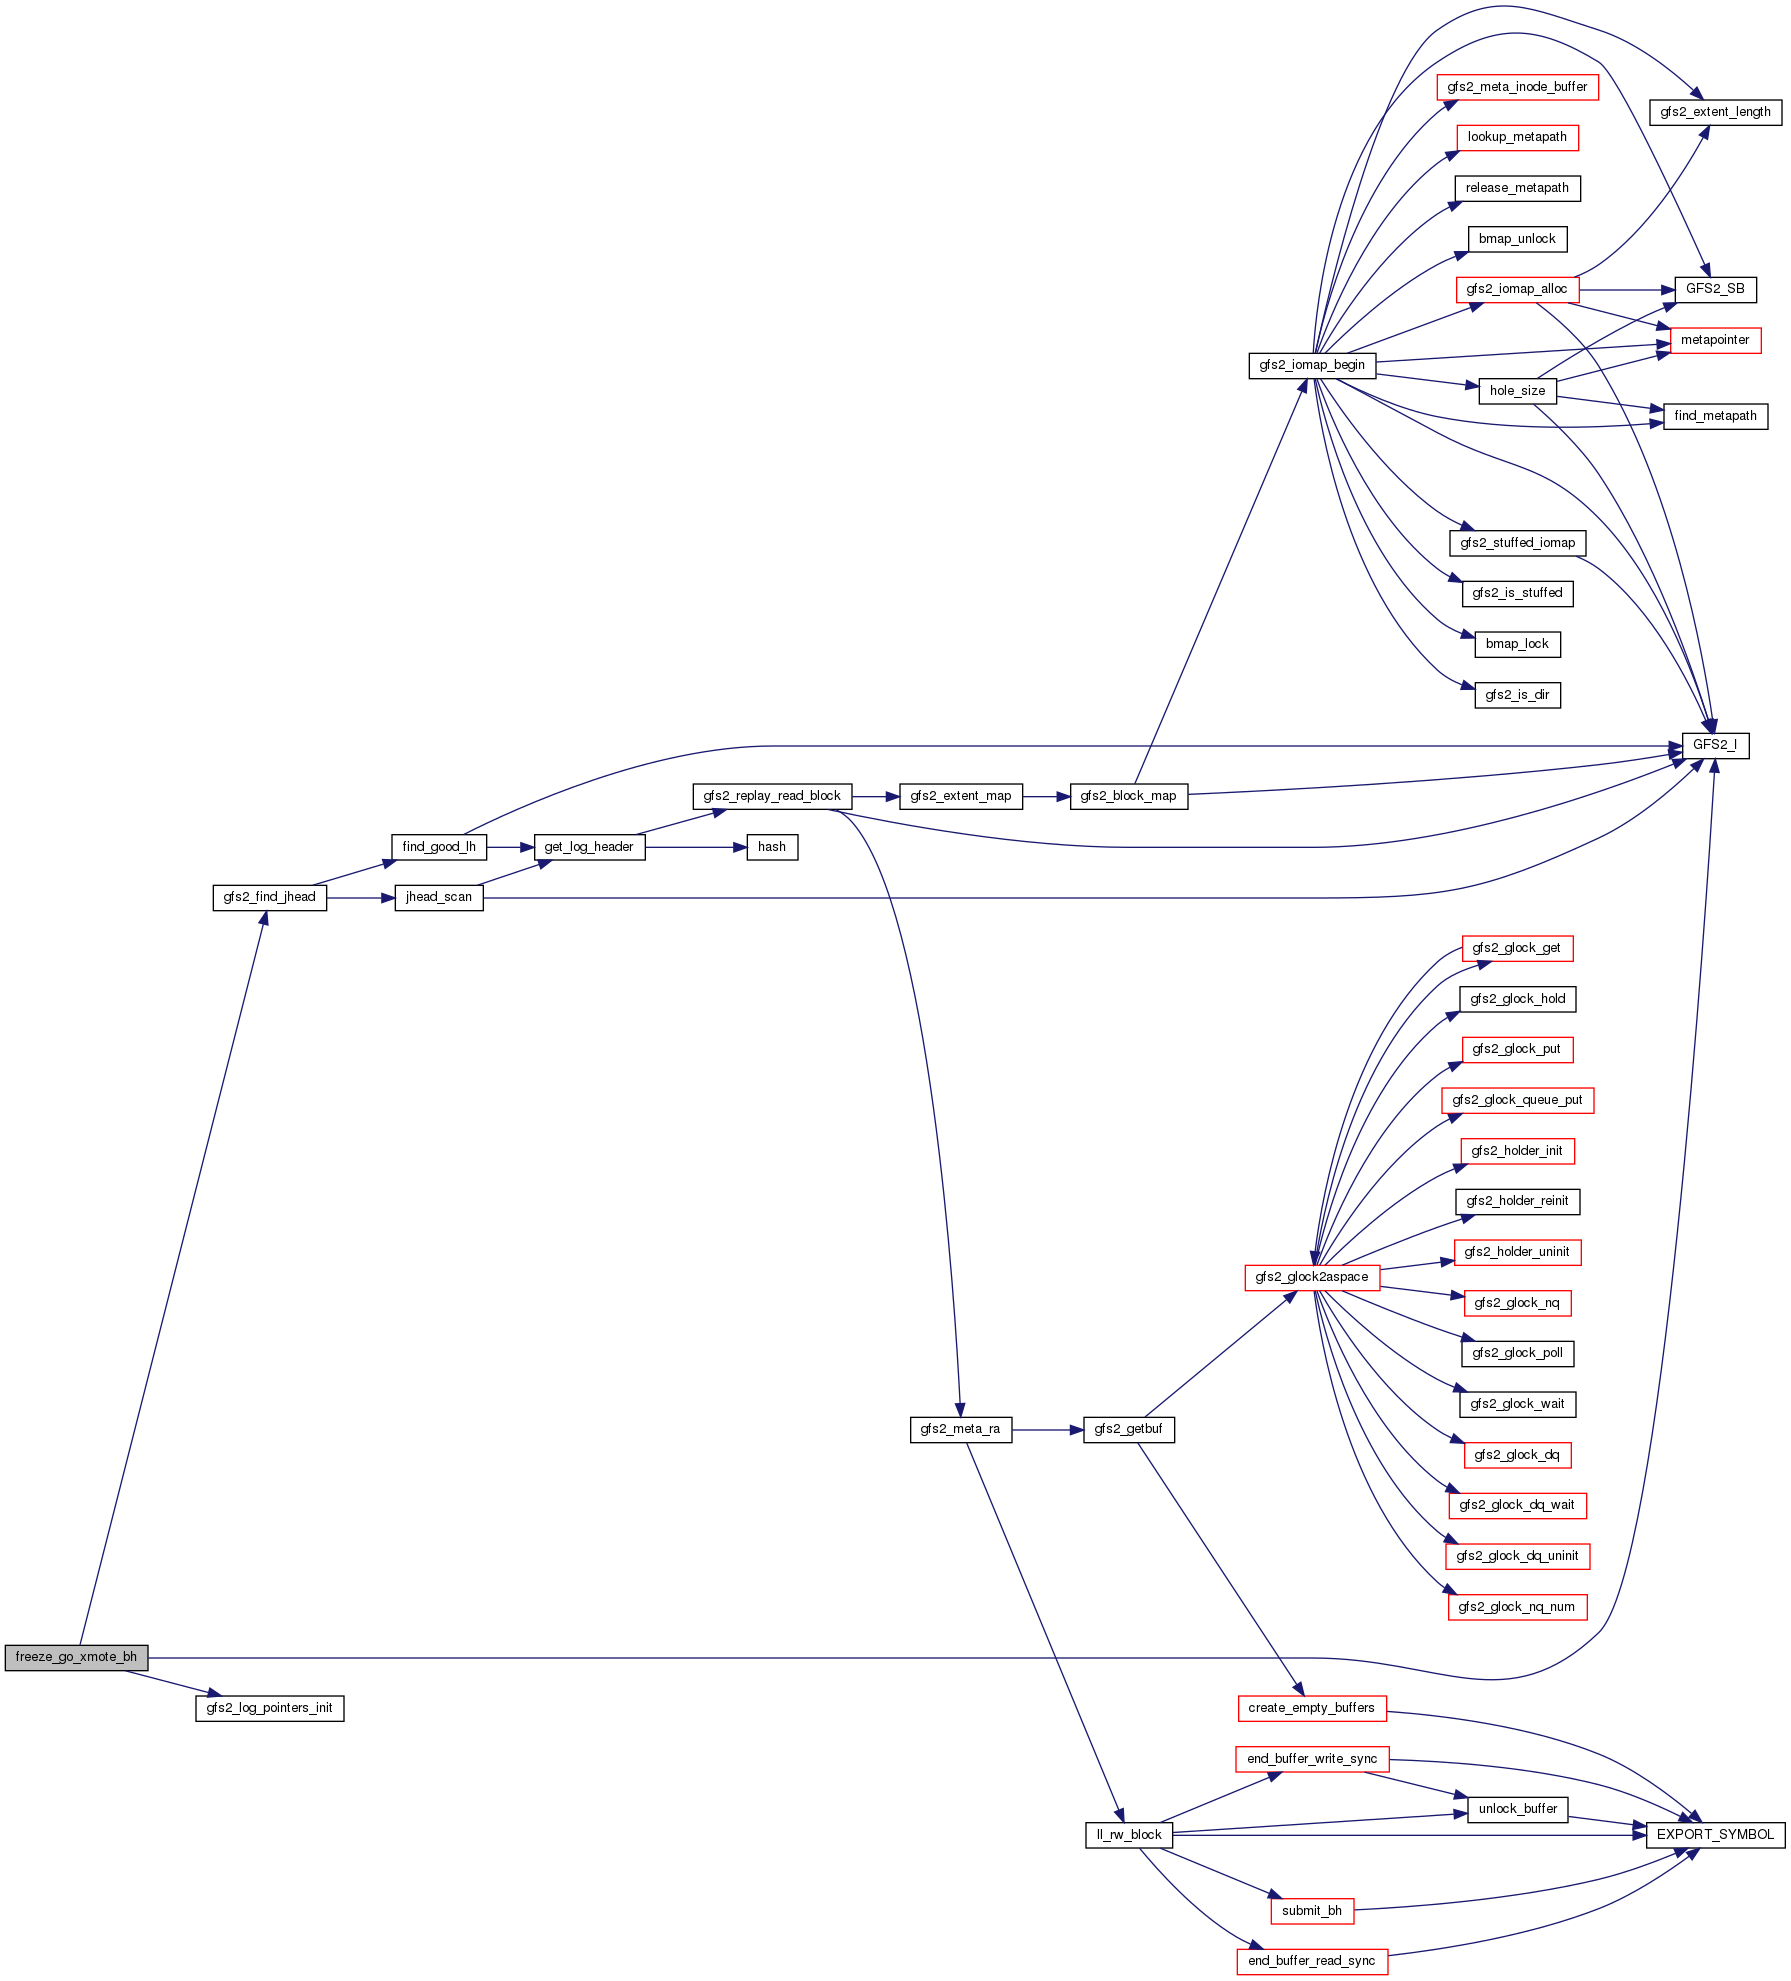 gfs2_meta_inode_buffer
gfs2_extent_length
lookup_metapath
release_metapath
bmap_unlock
gfs2_iomap_alloc
GFS2_SB
metapointer
gfs2_iomap_begin
hole_size
find_metapath
gfs2_stuffed_iomap
gfs2_is_stuffed
bmap_lock
gfs2_is_dir
GFS2_I
gfs2_replay_read_block
gfs2_extent_map
gfs2_block_map
find_good_lh
get_log_header
hash
gfs2_find_jhead
jhead_scan
gfs2_glock_get
gfs2_glock_hold
gfs2_glock_put
gfs2_glock_queue_put
gfs2_holder_init
gfs2_holder_reinit
gfs2_holder_uninit
gfs2_glock2aspace
gfs2_glock_nq
gfs2_glock_poll
gfs2_glock_wait
gfs2_meta_ra
gfs2_getbuf
gfs2_glock_dq
gfs2_glock_dq_wait
gfs2_glock_dq_uninit
gfs2_glock_nq_num
freeze_go_xmote_bh
gfs2_log_pointers_init
create_empty_buffers
end_buffer_write_sync
unlock_buffer
ll_rw_block
EXPORT_SYMBOL
submit_bh
end_buffer_read_sync